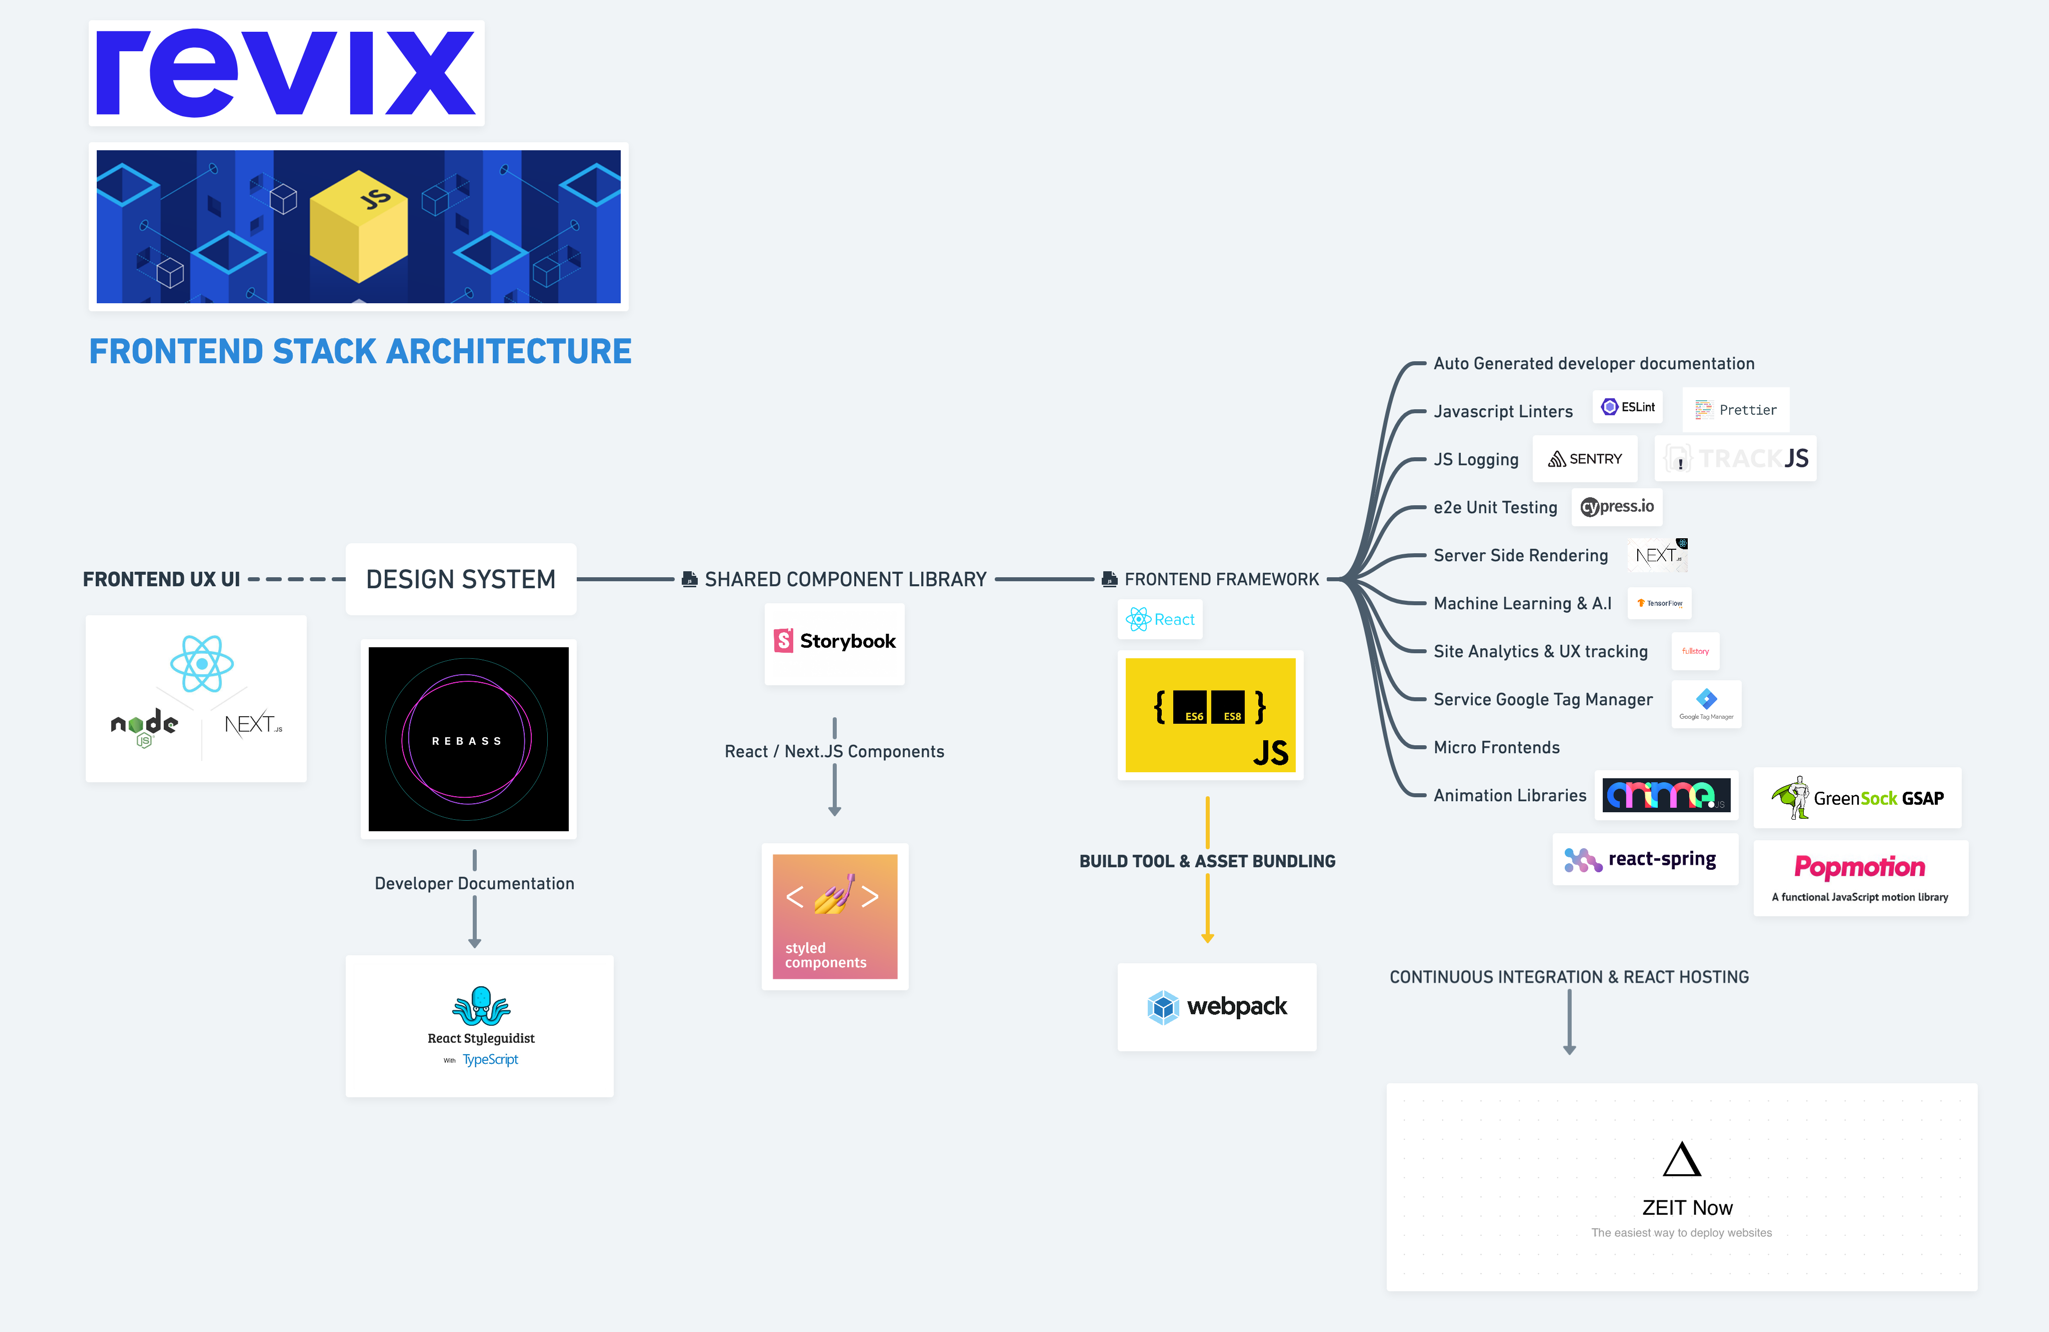 revix
JS
FRONTEND STACK ARCHITECTURE
FRONTEND UX UI
node
JS
NEXT.JS
DESIGN SYSTEM
REBASS
Developer Documentation
React Styleguidist
With TypeScript
SHARED COMPONENT LIBRARY
S Storybook
React / Next.JS Components
< >
styled
components
FRONTEND FRAMEWORK
React
{ ES6 ES8 }
JS
BUILD TOOL & ASSET BUNDLING
webpack
Auto Generated developer documentation
Javascript Linters
ESLint
Prettier
JS Logging
SENTRY
{!} TRACKJS
e2e Unit Testing
cypress.io
Server Side Rendering
NEXT.JS
Machine Learning & A.I
TensorFlow
Site Analytics & UX tracking
fullstory
Service Google Tag Manager
Google Tag Manager
Micro Frontends
Animation Libraries
anime.JS
GreenSock GSAP
react-spring
Popmotion
A functional JavaScript motion library
CONTINUOUS INTEGRATION & REACT HOSTING
ZEIT Now
The easiest way to deploy websites